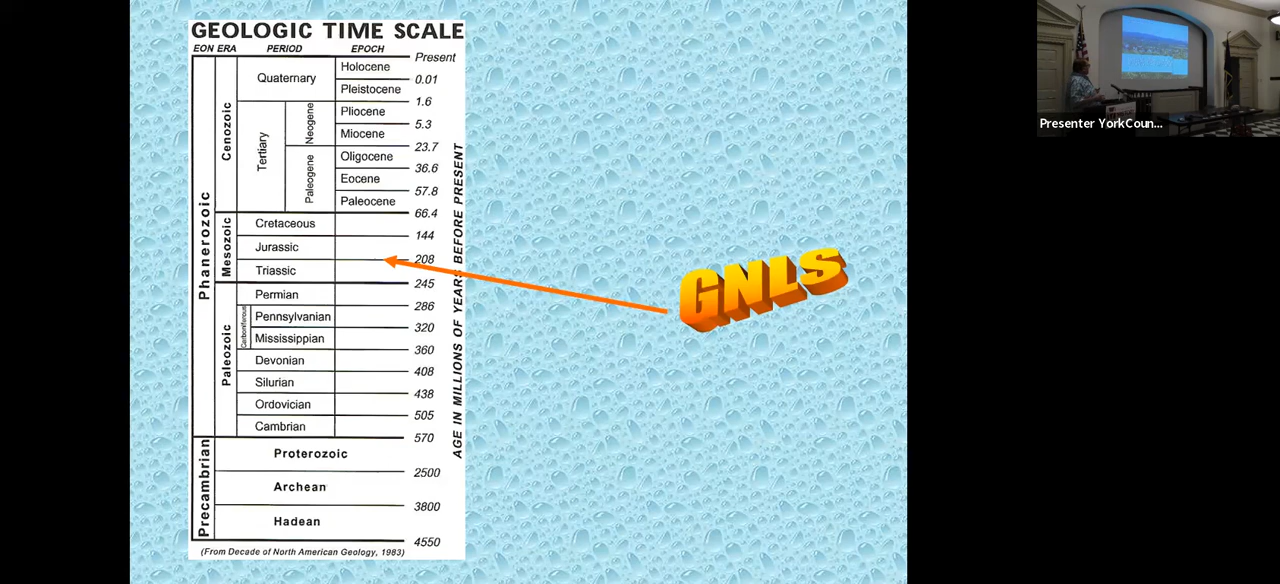 GEOLOGIC TIME SCALE
EON ERA PERIOD EPOCH
Present
Phanerozoic
Cenozoic
Quaternary
Holocene
0.01
Pleistocene
1.6
Tertiary
Neogene
Pliocene
5.3
Miocene
23.7
Paleogene
Oligocene
36.6
Eocene
57.8
Paleocene
66.4
Mesozoic
Cretaceous
144
Jurassic
208
Triassic
245
Paleozoic
Permian
286
Carboniferous
Pennsylvanian
320
Mississippian
360
Devonian
408
Silurian
438
Ordovician
505
Cambrian
570
Precambrian
Proterozoic
2500
Archean
3800
Hadean
4550
AGE IN MILLIONS OF YEARS BEFORE PRESENT
(From Decade of North American Geology, 1983)
GNLS
Presenter YorkCoun...